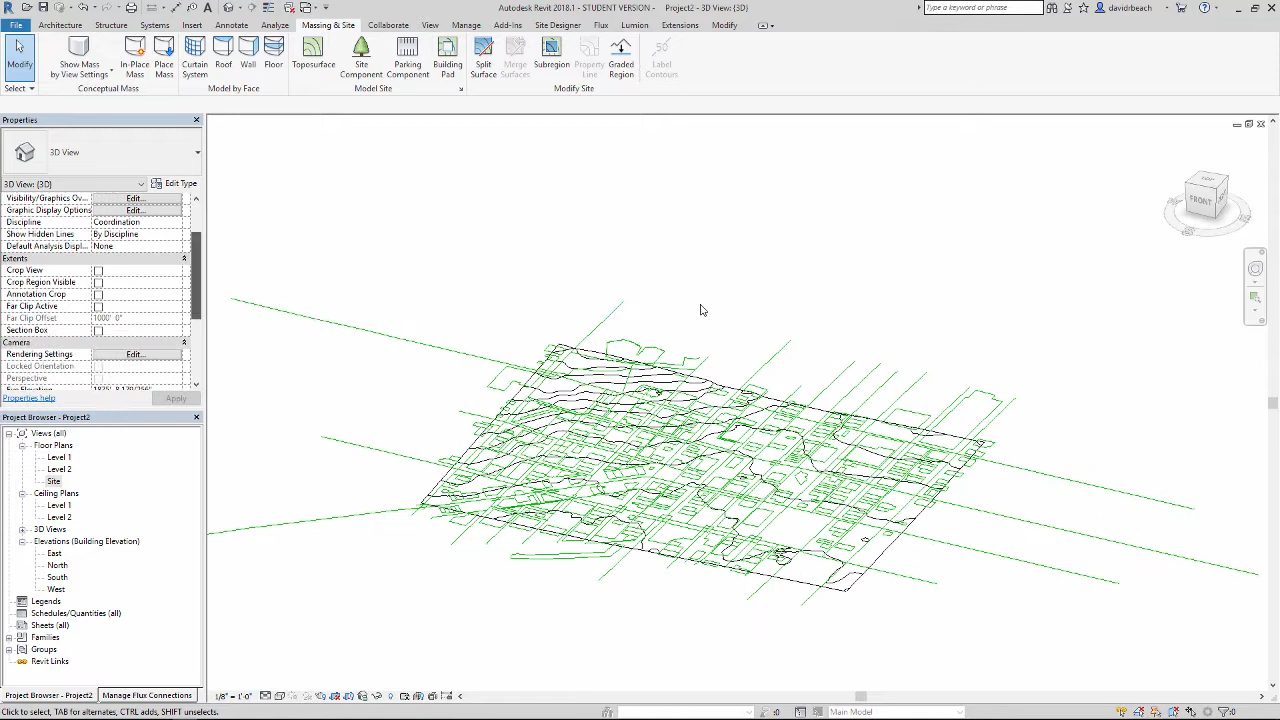 Autodesk Revit 2018.1 - STUDENT VERSION - Project2 - 3D View: {3D}
Type a keyword or phrase
davidbeach
File Architecture Structure Systems Insert Annotate Analyze Massing & Site Collaborate View Manage Add-Ins Site Designer Flux Lumion Extensions Modify
Modify
Show Mass
by View Settings
In-Place
Mass
Place
Mass
Curtain
System
Roof
Wall
Floor
Toposurface
Site
Component
Parking
Component
Building
Pad
Split
Surface
Merge
Surfaces
Subregion
Property
Line
Graded
Region
50
Label
Contours
Select
Conceptual Mass
Model by Face
Model Site
Modify Site
Properties
3D View
3D View: {3D}
Edit Type
Visibility/Graphics Ov... Edit...
Graphic Display Options Edit...
Discipline Coordination
Show Hidden Lines By Discipline
Default Analysis Displ... None
Extents
Crop View
Crop Region Visible
Annotation Crop
Far Clip Active
Far Clip Offset 1000' 0"
Section Box
Camera
Rendering Settings Edit...
Locked Orientation
Perspective
Properties help
Apply
Project Browser - Project2
Views (all)
Floor Plans
Level 1
Level 2
Site
Ceiling Plans
Level 1
Level 2
3D Views
Elevations (Building Elevation)
East
North
South
West
Legends
Schedules/Quantities (all)
Sheets (all)
Families
Groups
Revit Links
Project Browser - Project2
Manage Flux Connections
TOP
FRONT
1/8" = 1'-0"
Click to select, TAB for alternates, CTRL adds, SHIFT unselects.
:0
Main Model
:0